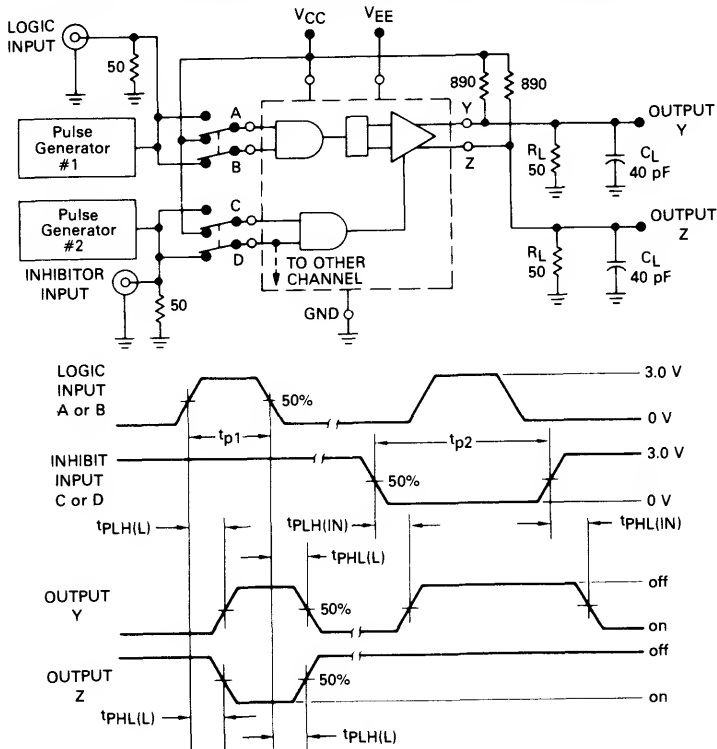 LOGIC
INPUT
50
VCC
VEE
890
890
Pulse
Generator
#1
A
B
Y
Z
OUTPUT
Y
RL
50
CL
40 pF
Pulse
Generator
#2
C
D
INHIBITOR
INPUT
50
TO OTHER
CHANNEL
GND
OUTPUT
Z
RL
50
CL
40 pF
LOGIC
INPUT
A or B
50%
3.0 V
0 V
tp1
tp2
INHIBIT
INPUT
C or D
50%
3.0 V
0 V
tPLH(L)
tPLH(IN)
tPHL(IN)
tPHL(L)
OUTPUT
Y
50%
off
on
OUTPUT
Z
50%
off
on
tPHL(L)
tPLH(L)